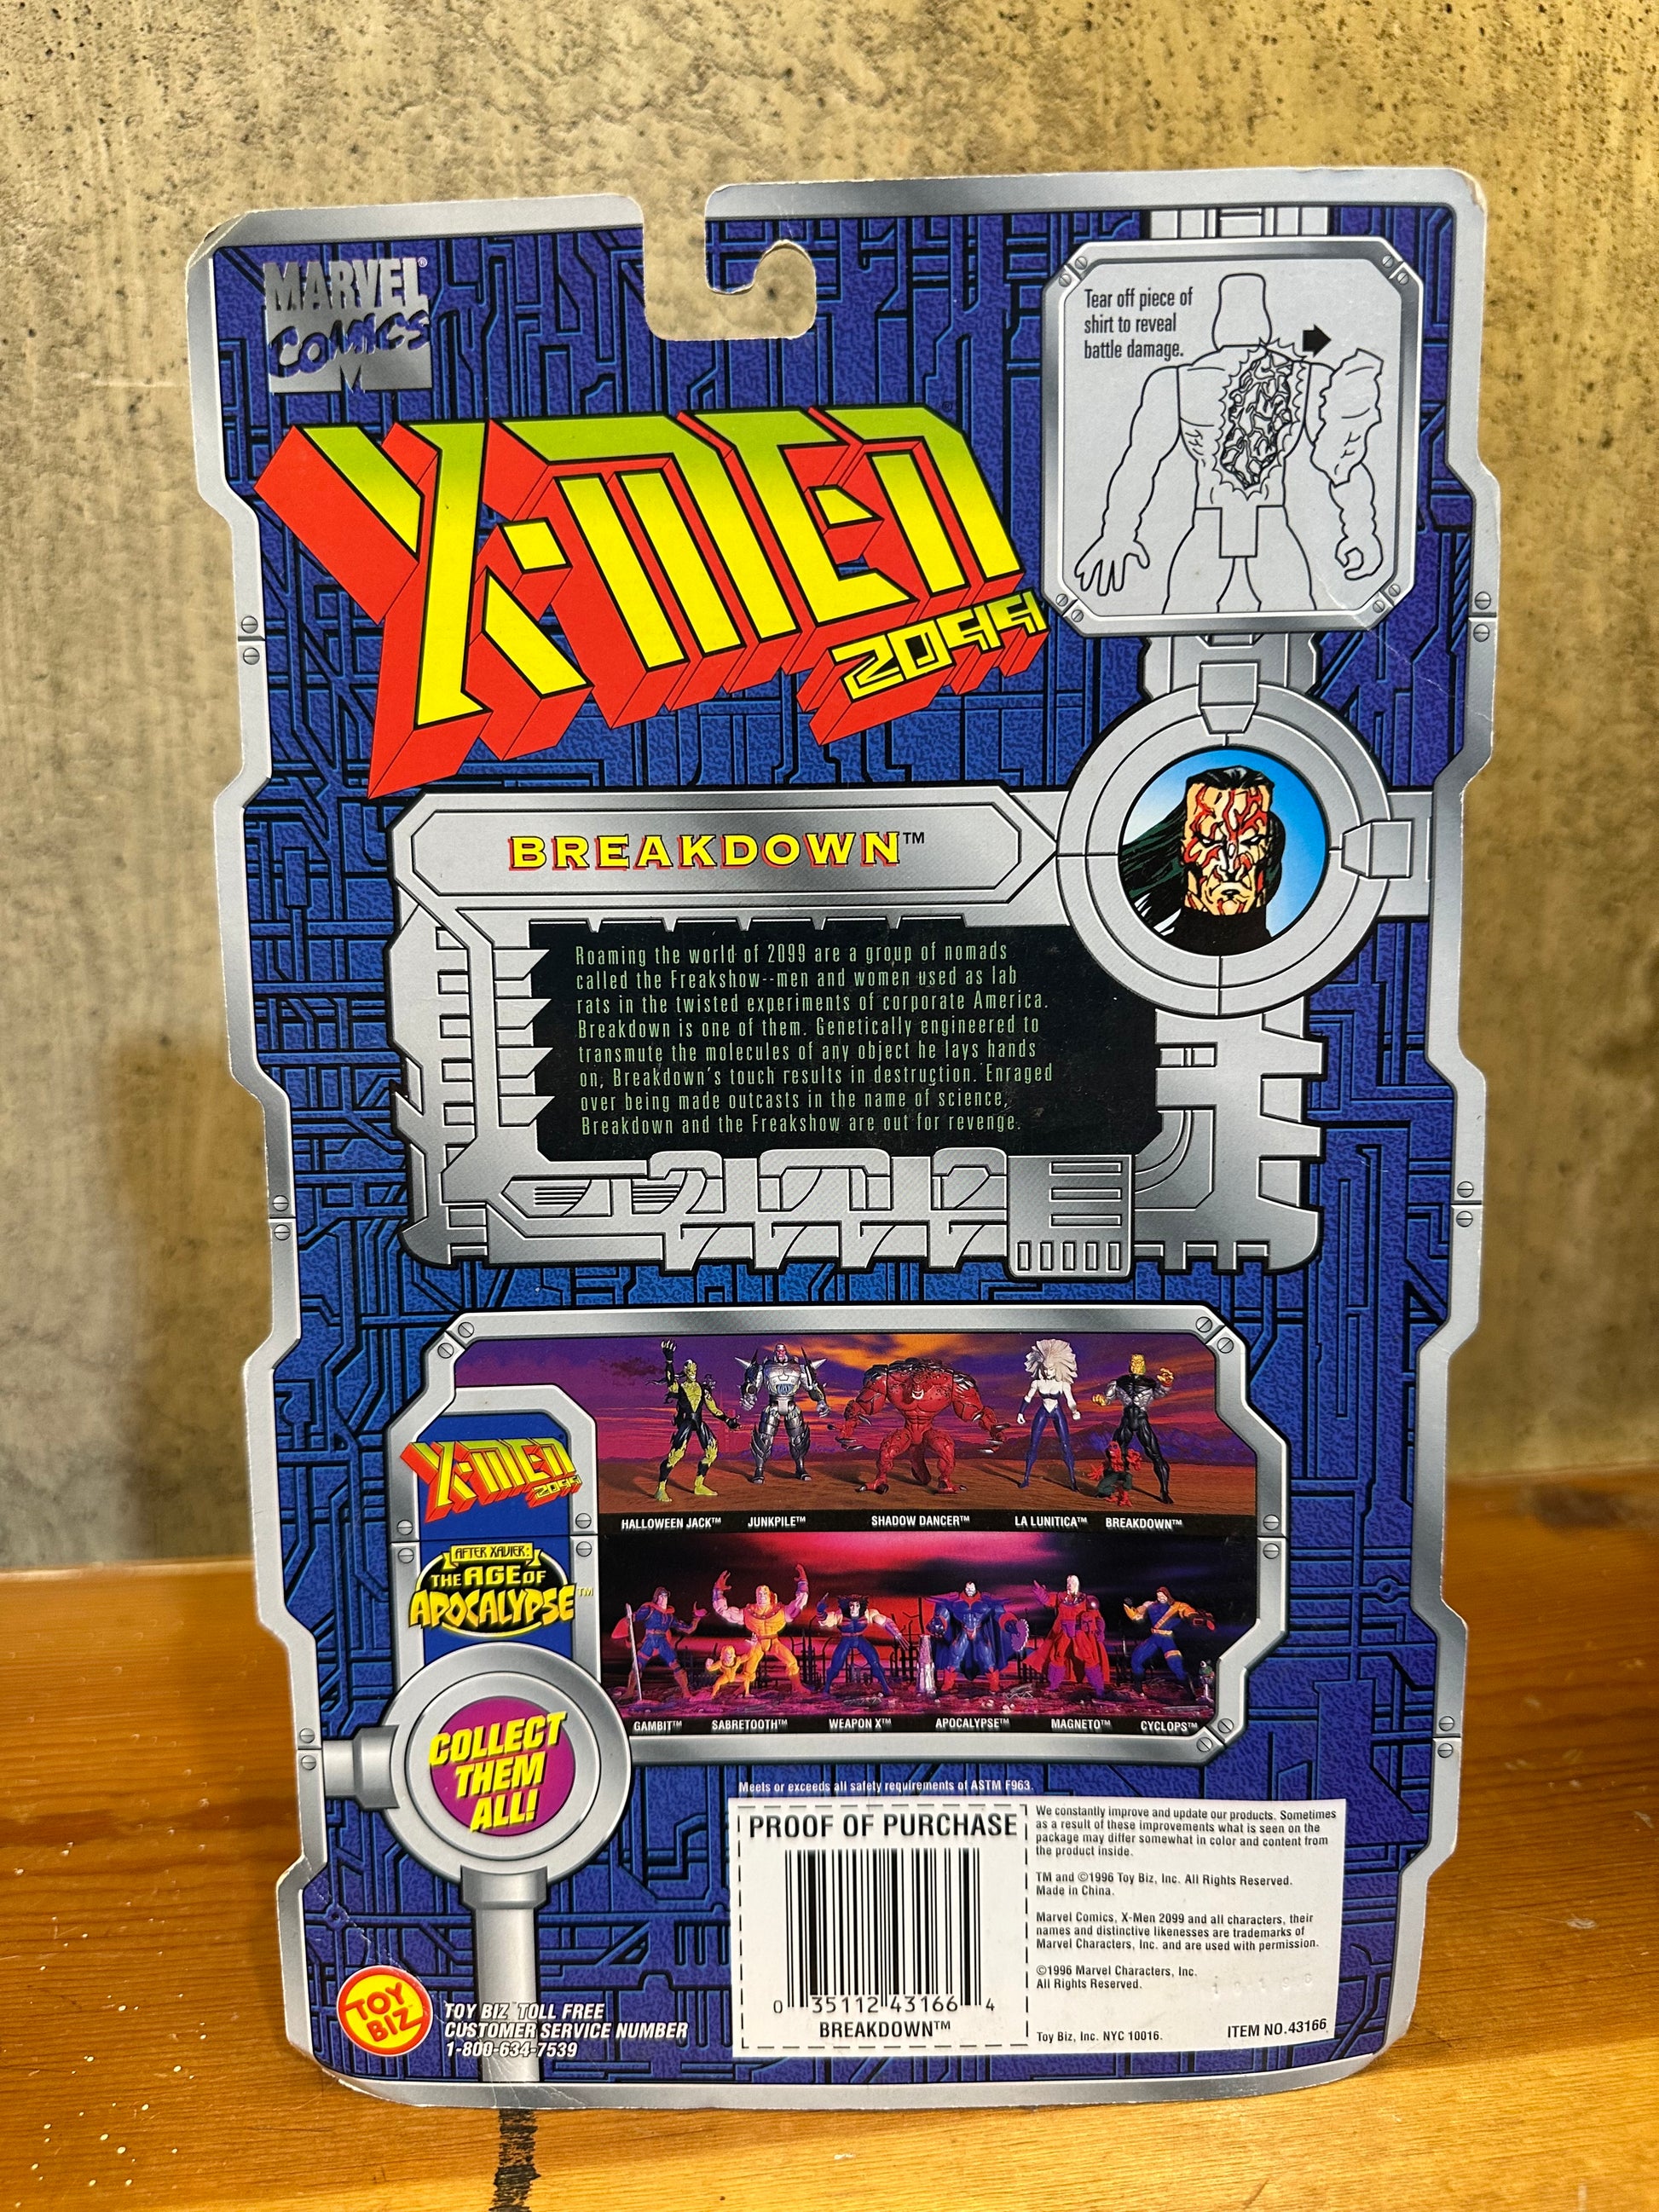 MARVEL®
COMICS
M
Tear off piece of
shirt to reveal
battle damage.
X-MEN
2099
BREAKDOWN™
Roaming the world of 2099 are a group of nomads
called the Freakshow--men and women used as lab
rats in the twisted experiments of corporate America.
Breakdown is one of them. Genetically engineered to
transmute the molecules of any object he lays hands
on, Breakdown's touch results in destruction. Enraged
over being made outcasts in the name of science,
Breakdown and the Freakshow are out for revenge.
X-MEN
2099
HALLOWEEN JACK™ JUNKPILE™ SHADOW DANCER™ LA LUNITICA™ BREAKDOWN™
AFTER XAVIER:
THE AGE OF
APOCALYPSE™
GAMBIT™ SABRETOOTH™ WEAPON X™ APOCALYPSE™ MAGNETO™ CYCLOPS™
COLLECT
THEM
ALL!
Meets or exceeds all safety requirements of ASTM F963.
PROOF OF PURCHASE
0 35112 43166 4
BREAKDOWN™
We constantly improve and update our products. Sometimes
as a result of these improvements what is seen on the
package may differ somewhat in color and content from
the product inside.
TM and ©1996 Toy Biz, Inc. All Rights Reserved.
Made in China.
Marvel Comics, X-Men 2099 and all characters, their
names and distinctive likenesses are trademarks of
Marvel Characters, Inc. and are used with permission.
©1996 Marvel Characters, Inc.
All Rights Reserved.
Toy Biz, Inc. NYC 10016. ITEM NO.43166
TOY
BIZ
TOY BIZ TOLL FREE
CUSTOMER SERVICE NUMBER
1-800-634-7539